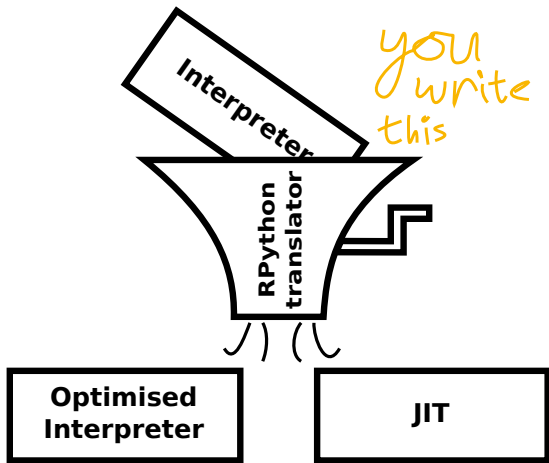 you
write
this
Interpreter
RPython
translator
Optimised
Interpreter
JIT